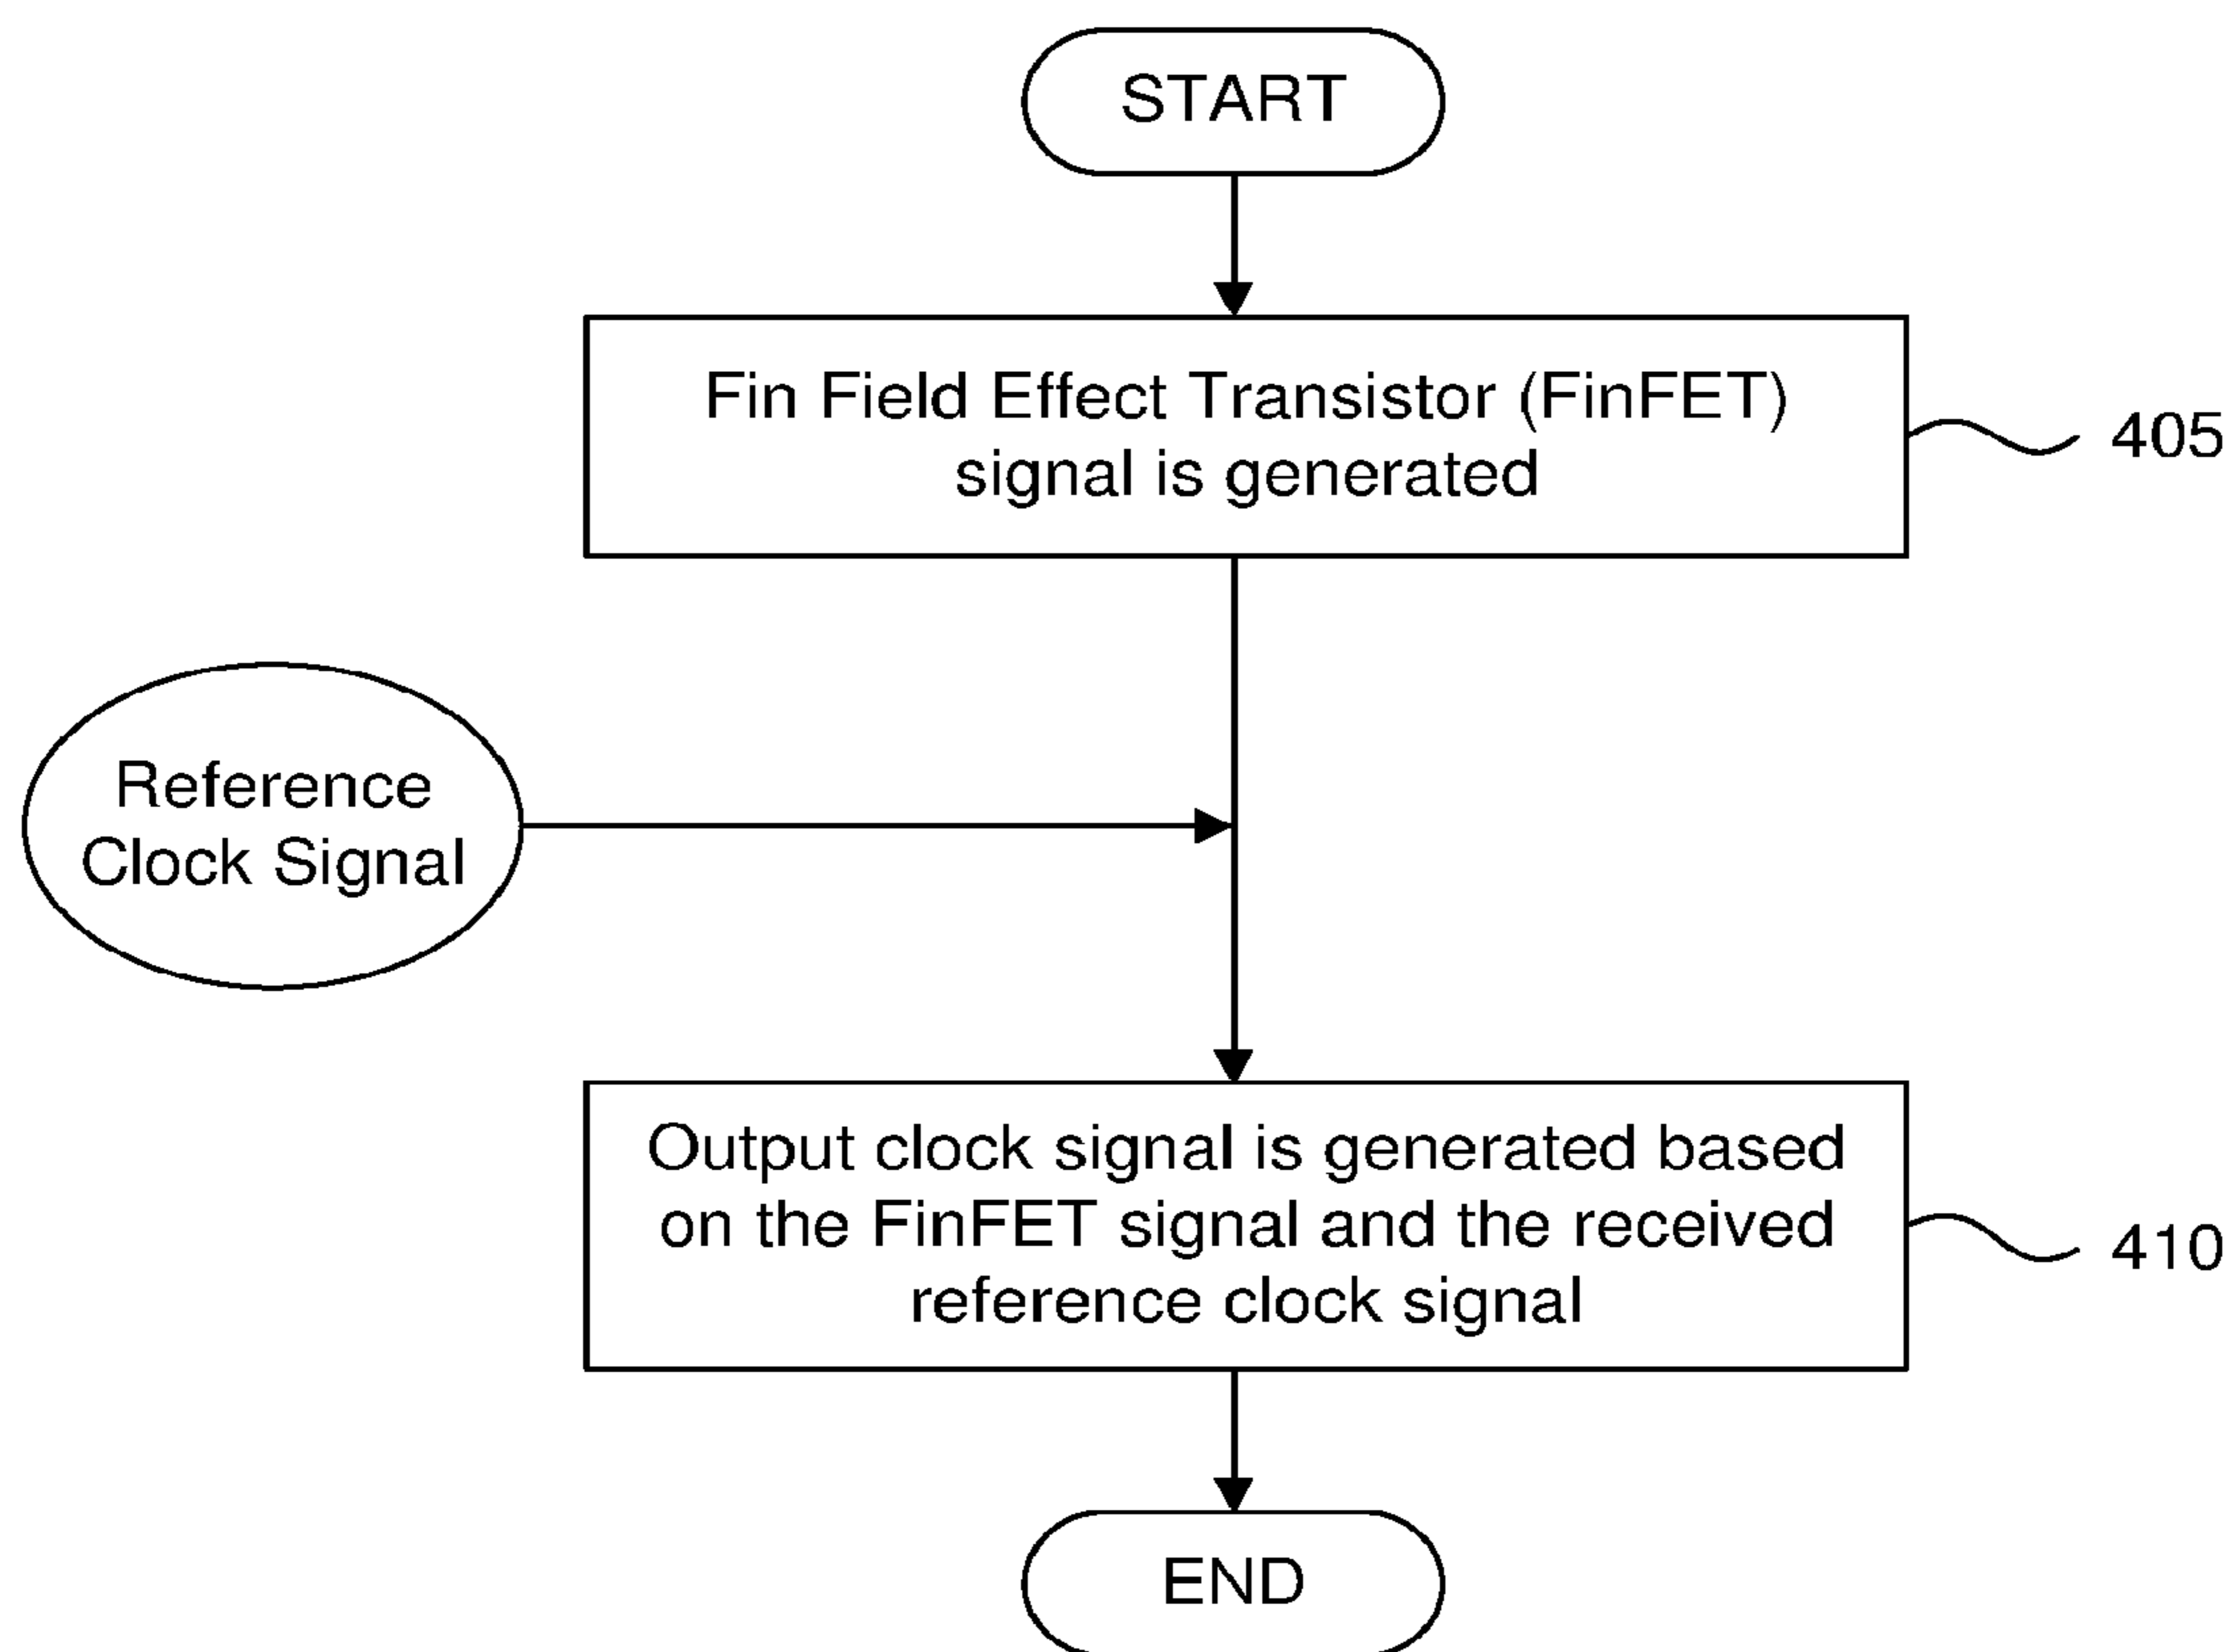 START
Fin Field Effect Transistor (FinFET)
signal is generated
405
Reference
Clock Signal
Output clock signal is generated based
on the FinFET signal and the received
reference clock signal
410
END